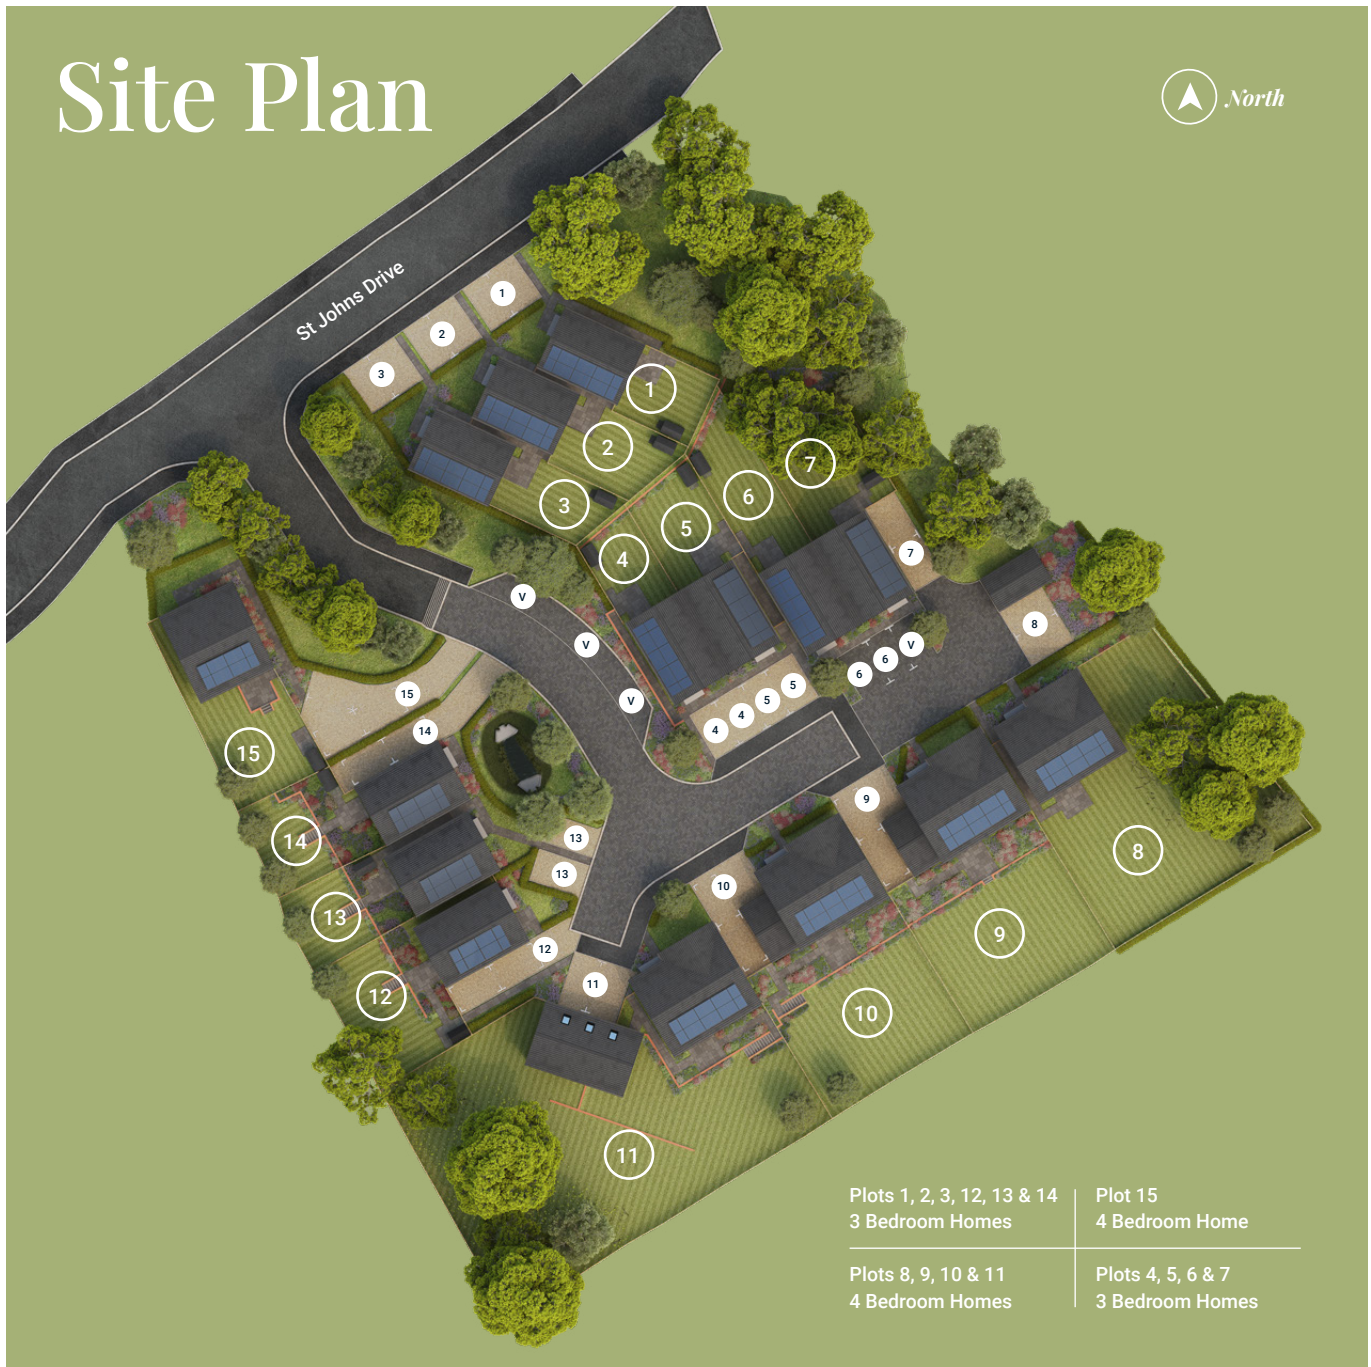 Site Plan
North
St Johns Drive
1
2
3
1
2
3
7
6
5
4
7
V
8
V
V
6
6
V
5
5
4
4
15
14
15
9
13
14
13
8
10
13
9
12
12
11
10
11
Plots 1, 2, 3, 12, 13 & 14
3 Bedroom Homes
Plot 15
4 Bedroom Home
Plots 8, 9, 10 & 11
4 Bedroom Homes
Plots 4, 5, 6 & 7
3 Bedroom Homes